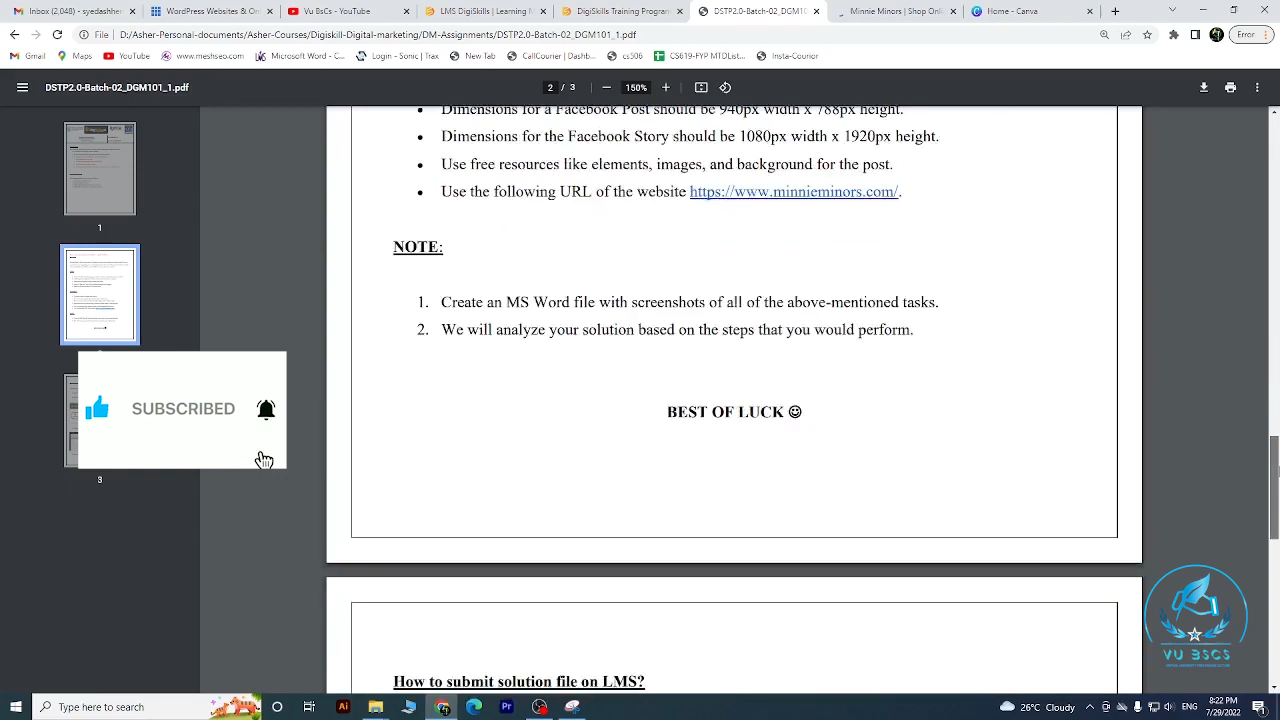 Inbox (2,048) - syedasher
WordPress Websites & On
Vu BScS - YouTube
LMS DigiSkills | Learning
DigiSkills Training Program
DSTP2.0-Batch-02_DGM10
Minnie Minors | Shop Onli
Home - Canva
File D:/Asher-Personal-documents/Asher-Courses/Digiskill-Digital-marketing/DM-Assignments/DSTP2.0-Batch-02_DGM101_1.pdf
Error
Gmail
Maps
YouTube
www.meshseo.com
Microsoft Word - C...
Login - Sonic | Trax
New Tab
CallCooner | Dashb...
cs506
CS619-FYP MTDList...
Insta-Courior
DSTP2.0-Batch-02_DGM101_1.pdf
2 / 3
150%
• Dimensions for a Facebook Post should be 940px width x 788px height.
• Dimensions for the Facebook Story should be 1080px width x 1920px height.
• Use free resources like elements, images, and background for the post.
• Use the following URL of the website https://www.minnieminors.com/.
NOTE:
1. Create an MS Word file with screenshots of all of the above-mentioned tasks.
2. We will analyze your solution based on the steps that you would perform.
BEST OF LUCK ☺
How to submit solution file on LMS?
1
3
SUBSCRIBED
VU BSCS
Type here to search
26°C Cloudy
8:22 PM
7/29/2022